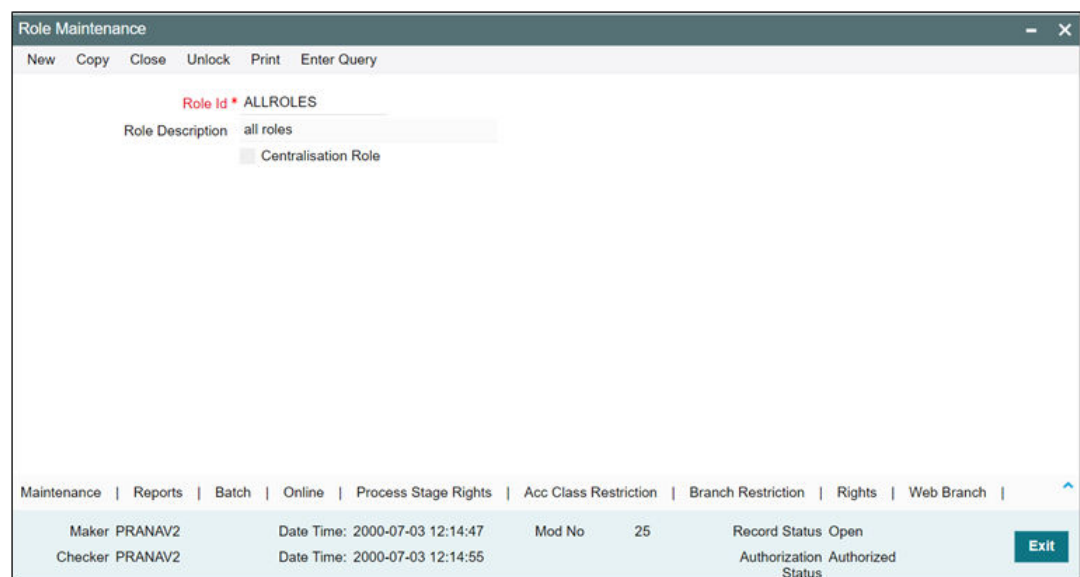 Role Maintenance
New Copy Close Unlock Print Enter Query
Role Id * ALLROLES
Role Description all roles
Centralisation Role
Maintenance | Reports | Batch | Online | Process Stage Rights | Acc Class Restriction | Branch Restriction | Rights | Web Branch |
Maker PRANAV2 Date Time: 2000-07-03 12:14:47 Mod No 25 Record Status Open
Checker PRANAV2 Date Time: 2000-07-03 12:14:55 Authorization Status Authorized
Exit